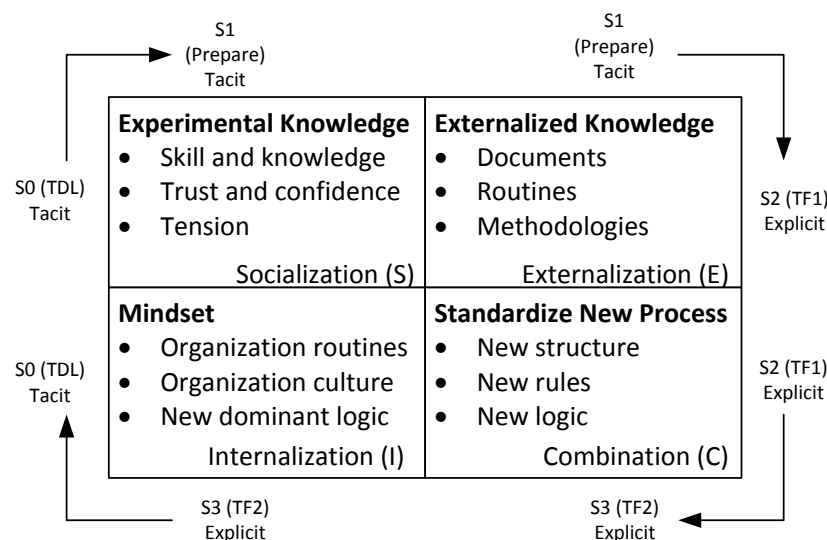 S1
(Prepare)
Tacit
S1
(Prepare)
Tacit
S0 (TDL)
Tacit
Experimental Knowledge
• Skill and knowledge
• Trust and confidence
• Tension
Socialization (S)
Externalized Knowledge
• Documents
• Routines
• Methodologies
Externalization (E)
S2 (TF1)
Explicit
S0 (TDL)
Tacit
Mindset
• Organization routines
• Organization culture
• New dominant logic
Internalization (I)
Standardize New Process
• New structure
• New rules
• New logic
Combination (C)
S2 (TF1)
Explicit
S3 (TF2)
Explicit
S3 (TF2)
Explicit